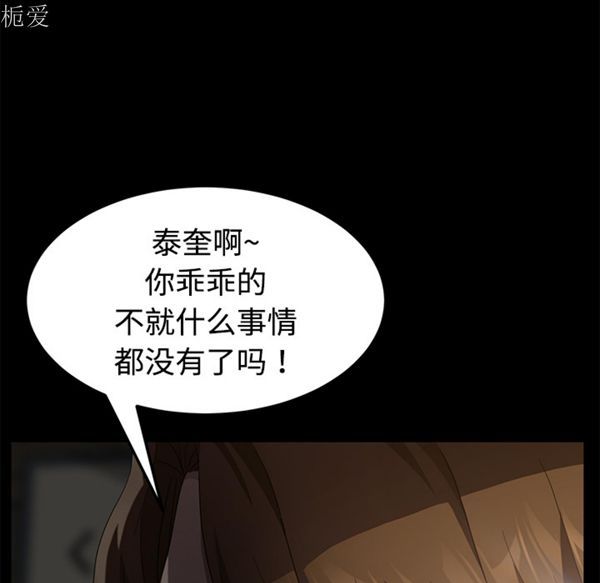 栀爱
泰奎啊~
你乖乖的
不就什么事情
都没有了吗！